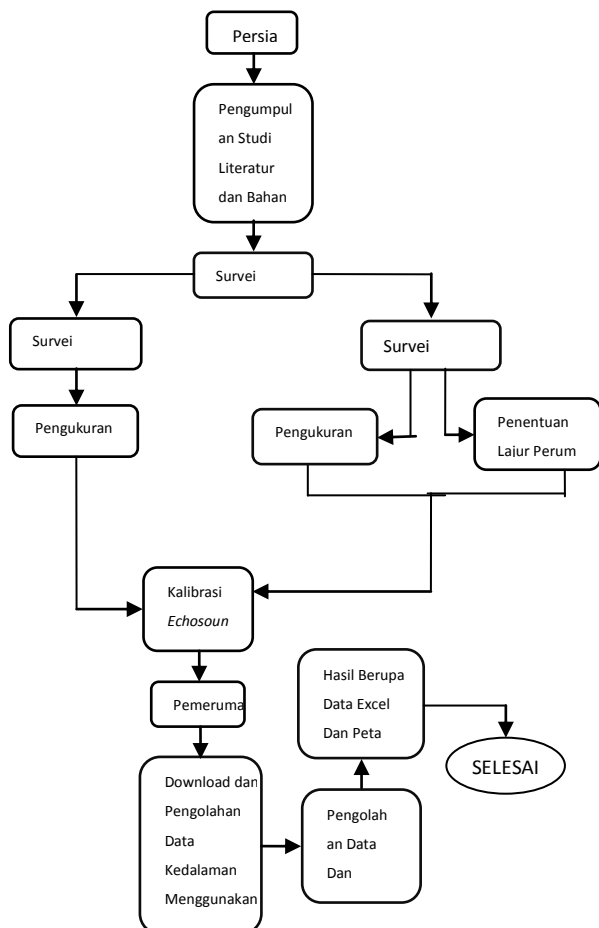 Persia
Pengumpul
an Studi
Literatur
dan Bahan
Survei
Survei
Survei
Pengukuran
Pengukuran
Penentuan
Lajur Perum
Kalibrasi
Echosoun
Pemeruma
Download dan
Pengolahan
Data
Kedalaman
Menggunakan
Pengolah
an Data
Dan
Hasil Berupa
Data Excel
Dan Peta
SELESAI